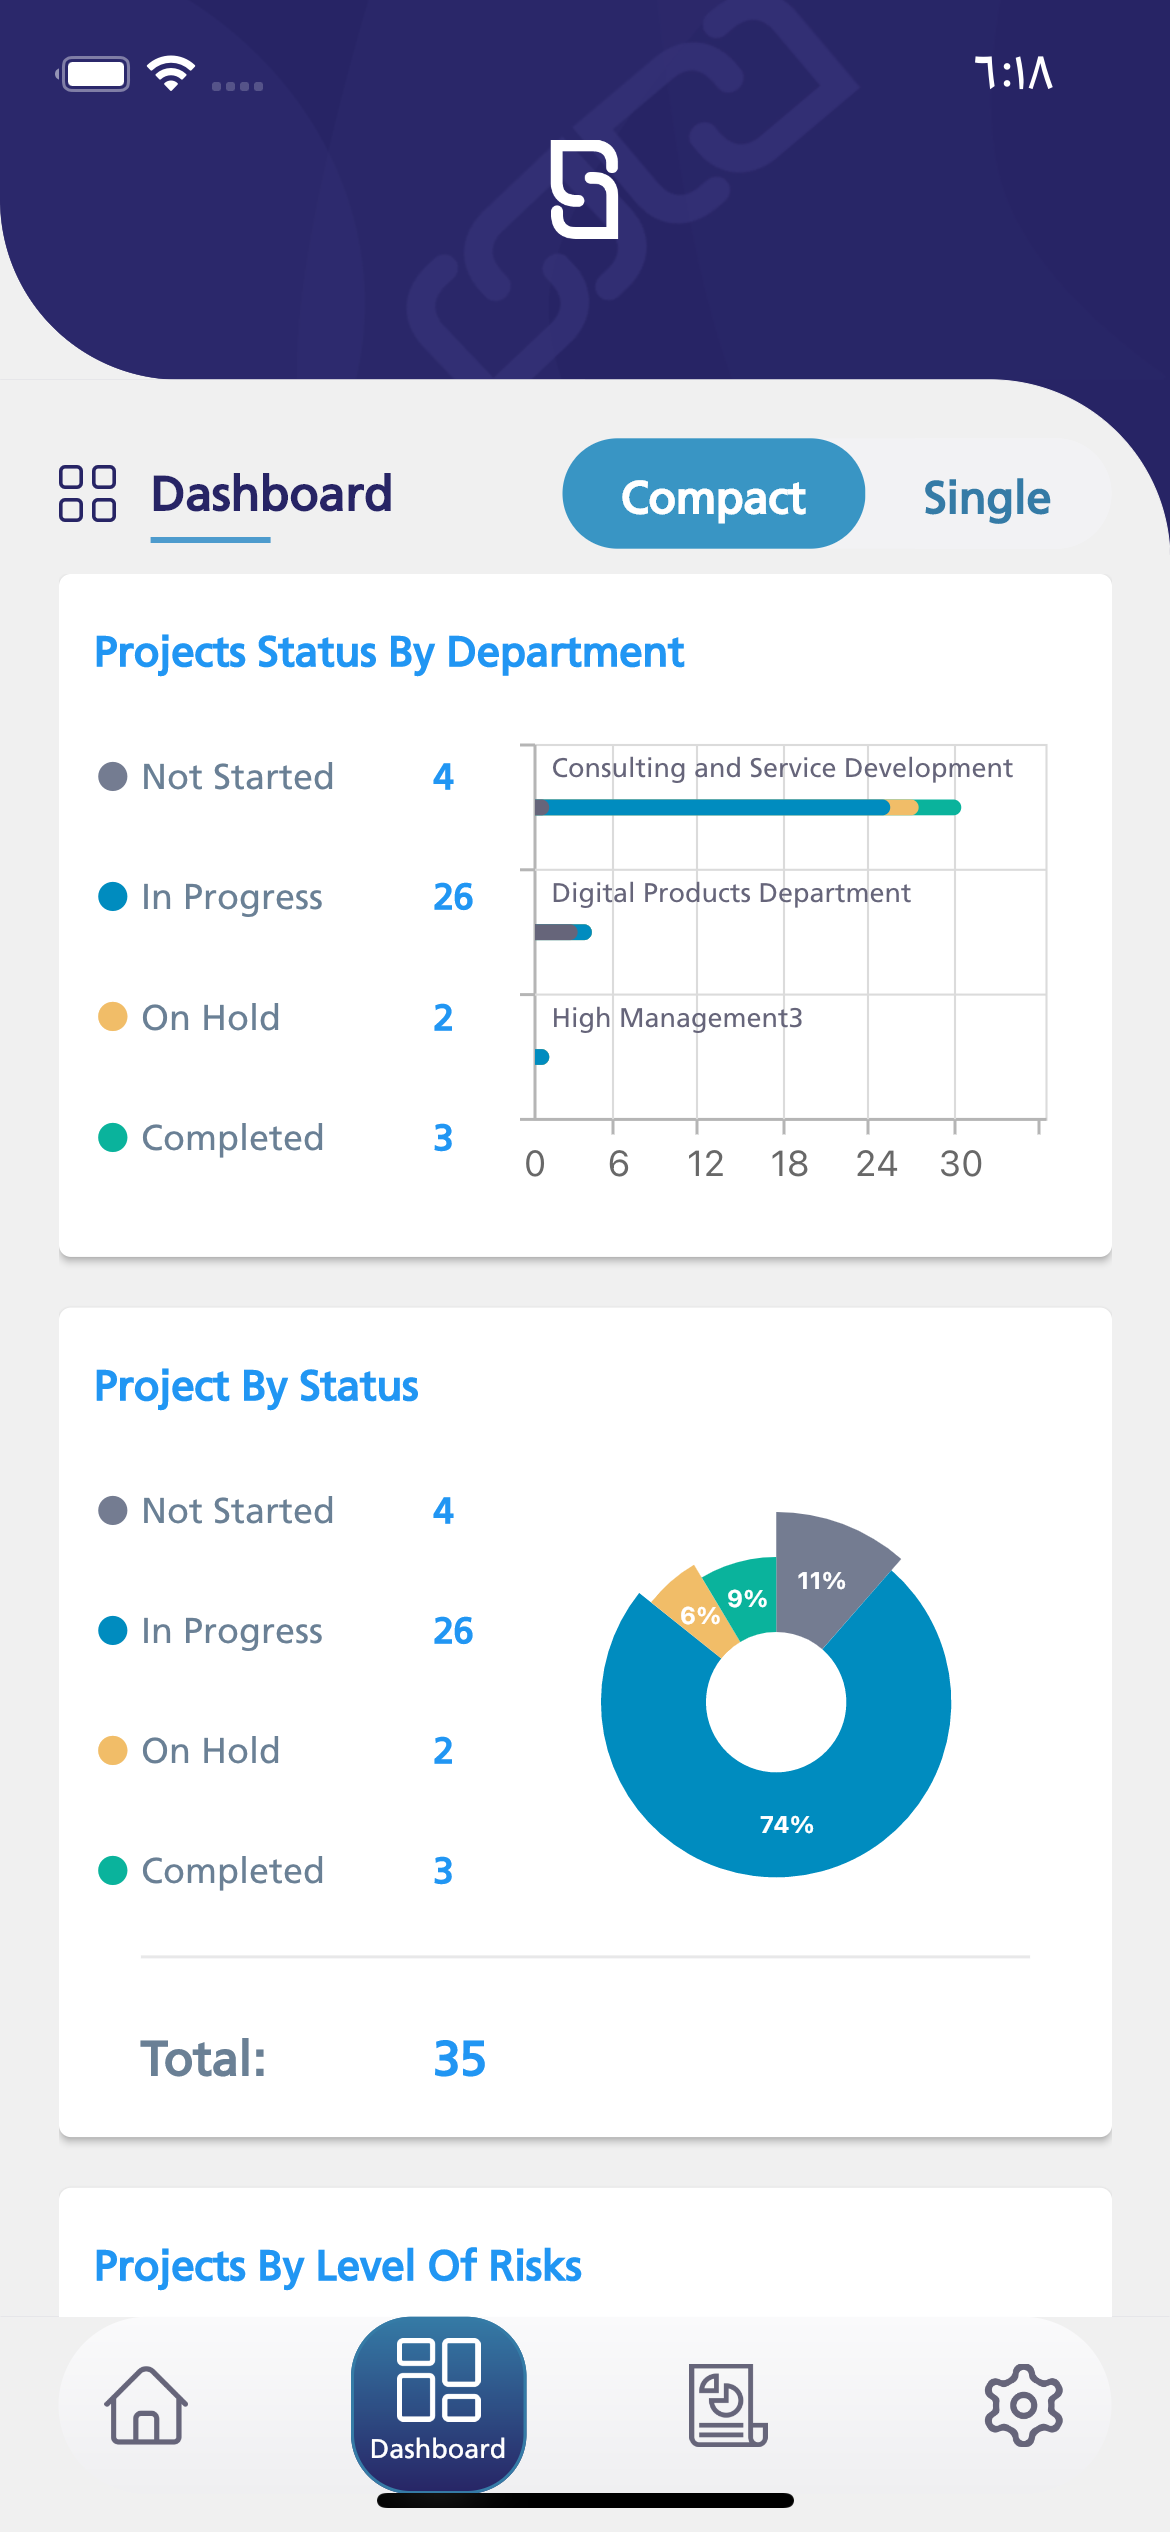 ٦:١٨
Dashboard
Compact
Single
Projects Status By Department
Not Started 4
In Progress 26
On Hold 2
Completed 3
Consulting and Service Development
Digital Products Department
High Management3
0 6 12 18 24 30
Project By Status
Not Started 4
In Progress 26
On Hold 2
Completed 3
11%
9%
6%
74%
Total: 35
Projects By Level Of Risks
Dashboard